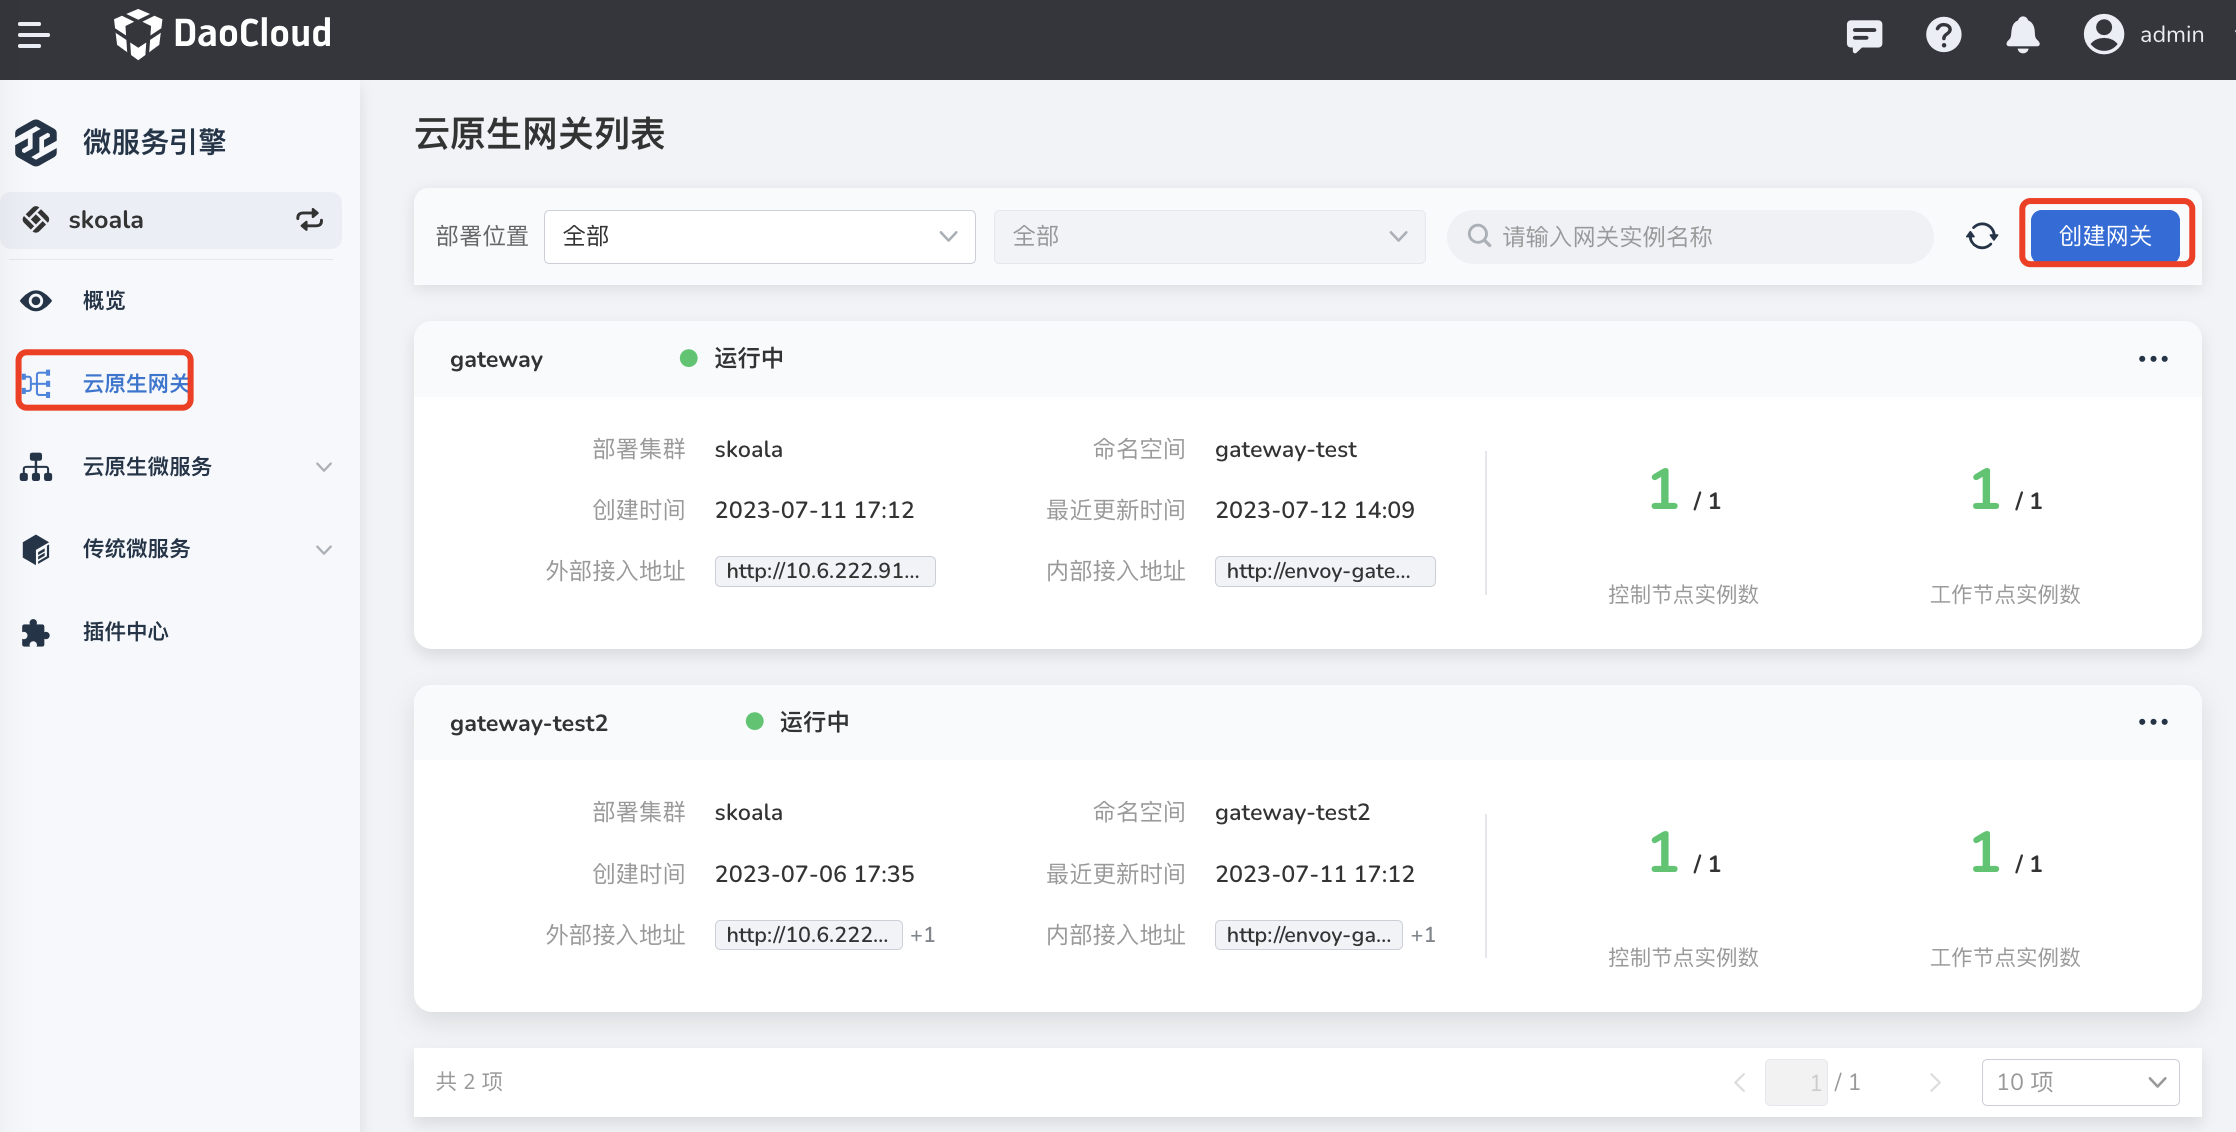 DaoCloud
admin
微服务引擎
skoala
概览
云原生网关
云原生微服务
传统微服务
插件中心
云原生网关列表
部署位置 全部 全部 请输入网关实例名称 创建网关
gateway 运行中
部署集群 skoala 命名空间 gateway-test
创建时间 2023-07-11 17:12 最近更新时间 2023-07-12 14:09
外部接入地址 http://10.6.222.91... 内部接入地址 http://envoy-gate...
1 / 1 1 / 1
控制节点实例数 工作节点实例数
gateway-test2 运行中
部署集群 skoala 命名空间 gateway-test2
创建时间 2023-07-06 17:35 最近更新时间 2023-07-11 17:12
外部接入地址 http://10.6.222... +1 内部接入地址 http://envoy-ga... +1
1 / 1 1 / 1
控制节点实例数 工作节点实例数
共 2 项 1 / 1 10 项